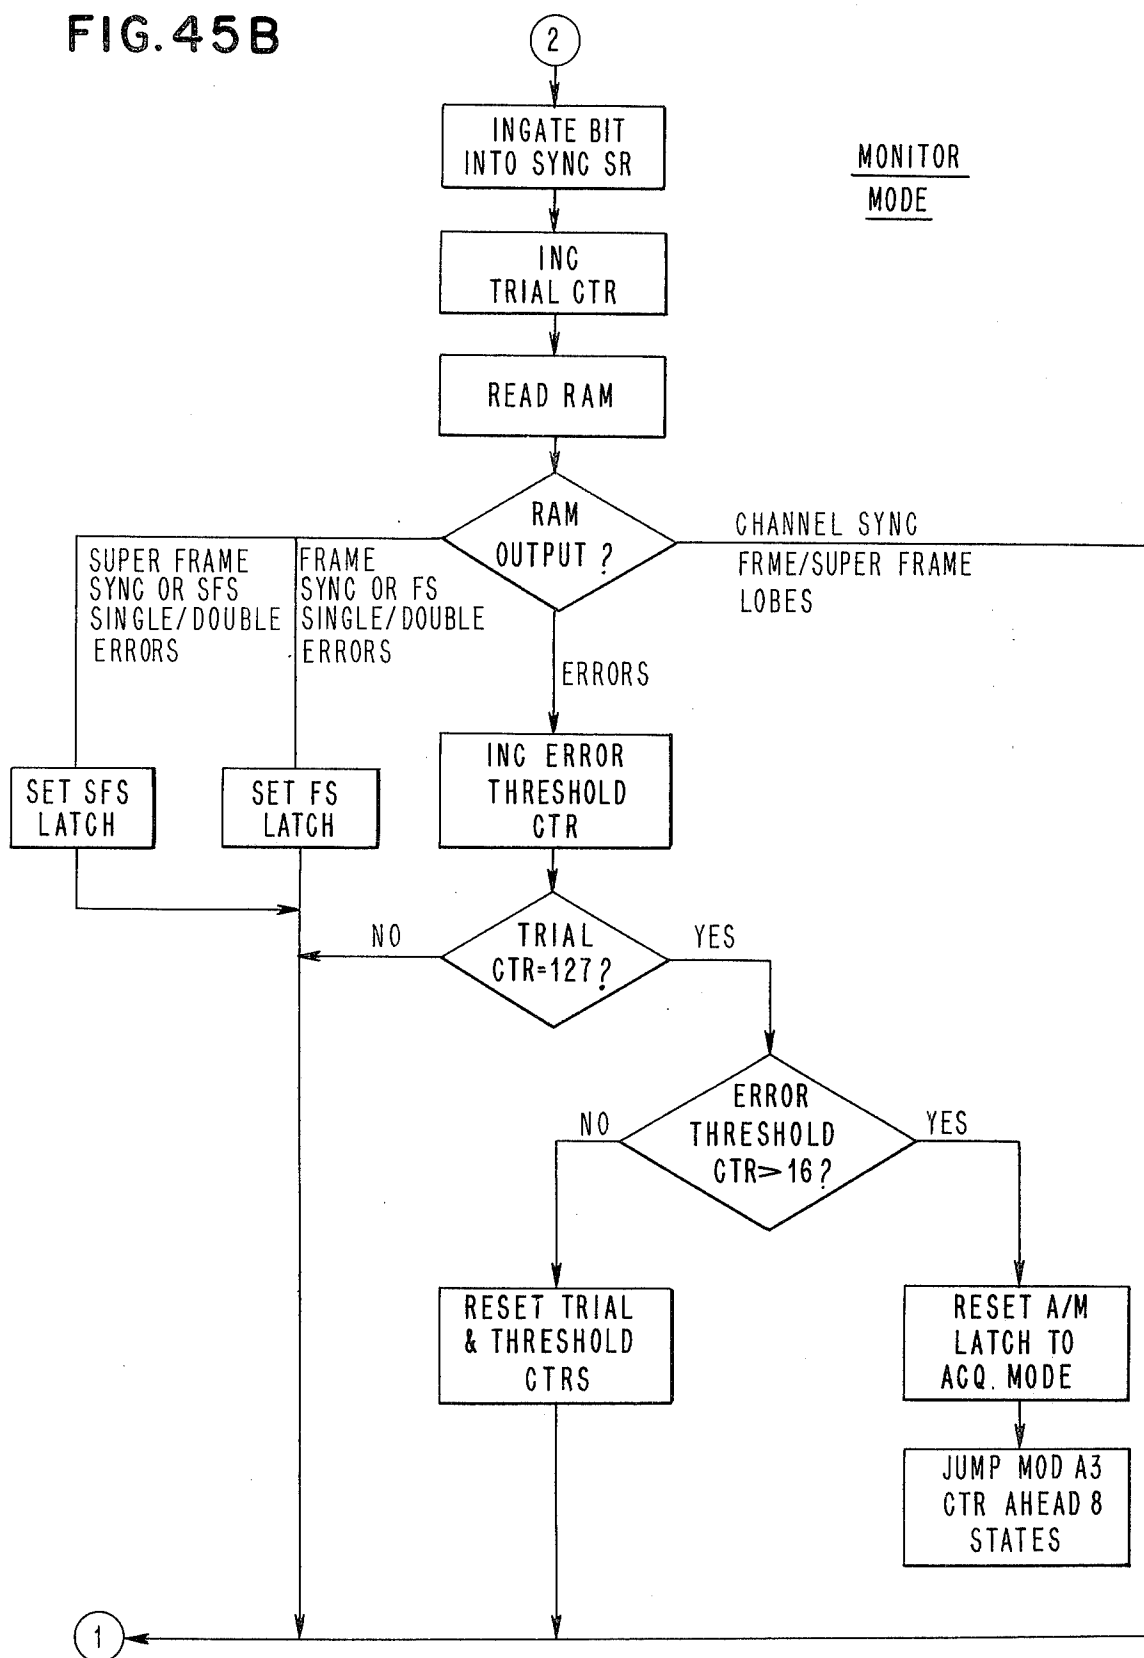 FIG. 45B
2
INGATE BIT
INTO SYNC SR
MONITOR
MODE
INC
TRIAL CTR
READ RAM
RAM
OUTPUT?
CHANNEL SYNC
FRME/SUPER FRAME
LOBES
SUPER FRAME
SYNC OR SFS
SINGLE/DOUBLE
ERRORS
FRAME
SYNC OR FS
SINGLE/DOUBLE
ERRORS
ERRORS
SET SFS
LATCH
SET FS
LATCH
INC ERROR
THRESHOLD
CTR
NO
TRIAL
CTR=127?
YES
NO
ERROR
THRESHOLD
CTR>16?
YES
RESET TRIAL
& THRESHOLD
CTRS
RESET A/M
LATCH TO
ACQ. MODE
JUMP MOD A3
CTR AHEAD 8
STATES
1